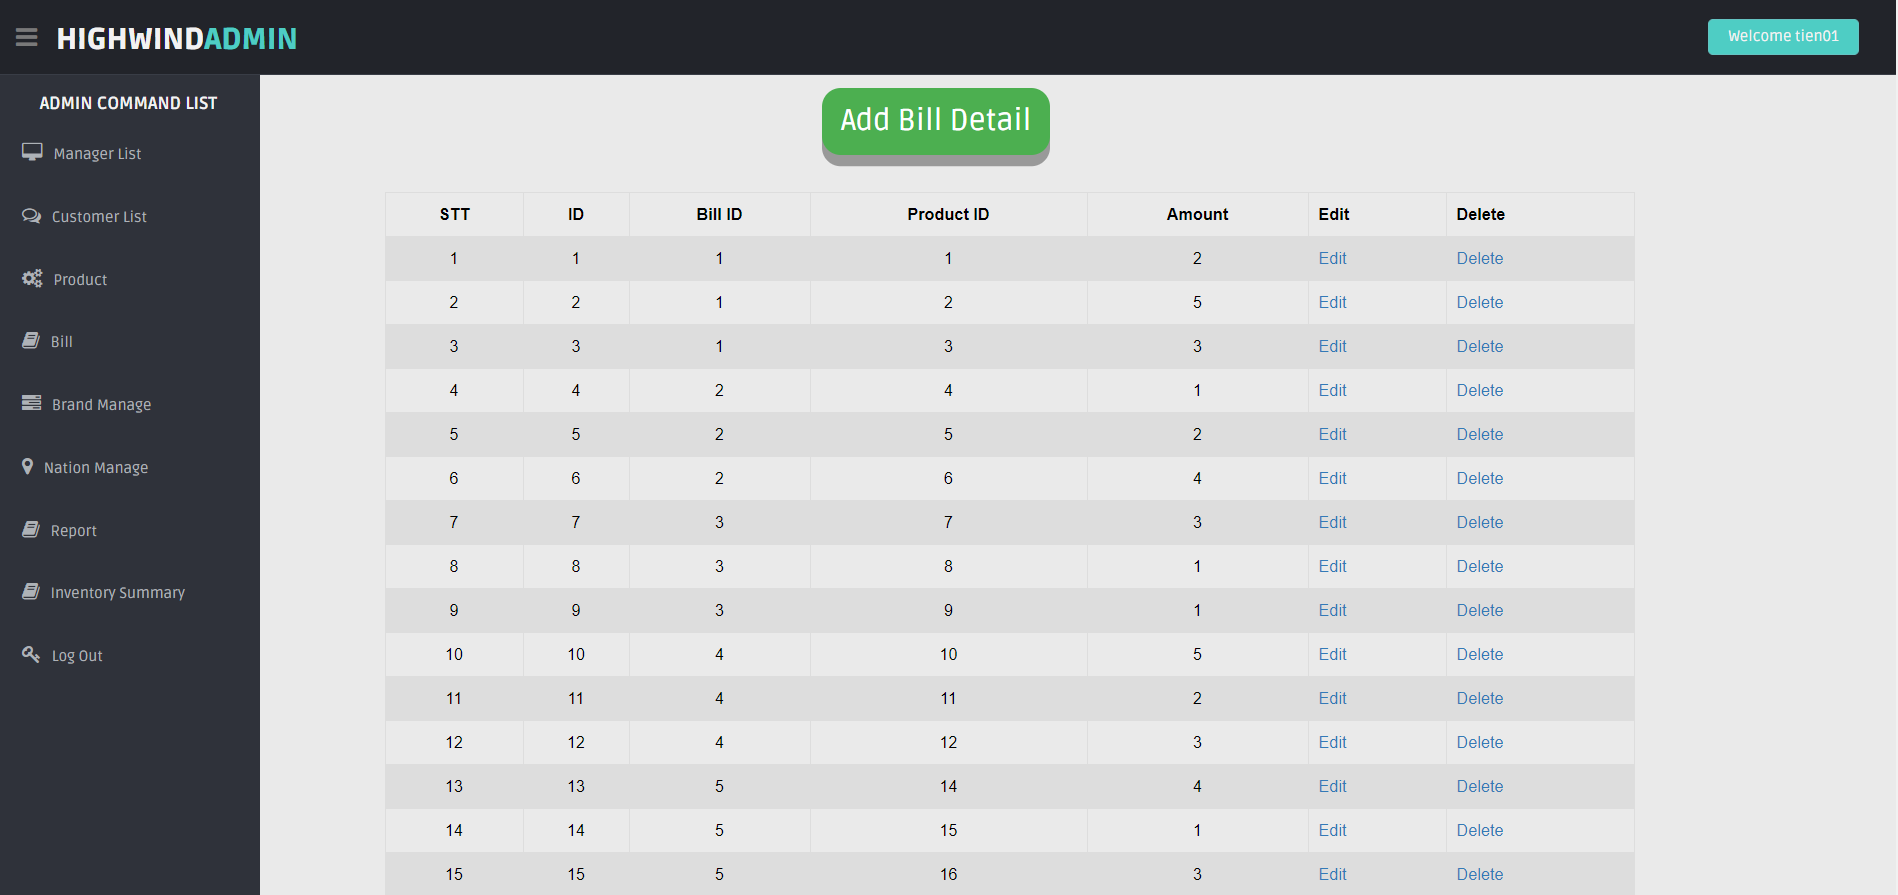 HIGHWINDADMIN
Welcome tien01
ADMIN COMMAND LIST
Manager List
Customer List
Product
Bill
Brand Manage
Nation Manage
Report
Inventory Summary
Log Out
Add Bill Detail
STT ID Bill ID Product ID Amount Edit Delete
1 1 1 1 2 Edit Delete
2 2 1 2 5 Edit Delete
3 3 1 3 3 Edit Delete
4 4 2 4 1 Edit Delete
5 5 2 5 2 Edit Delete
6 6 2 6 4 Edit Delete
7 7 3 7 3 Edit Delete
8 8 3 8 1 Edit Delete
9 9 3 9 1 Edit Delete
10 10 4 10 5 Edit Delete
11 11 4 11 2 Edit Delete
12 12 4 12 3 Edit Delete
13 13 5 14 4 Edit Delete
14 14 5 15 1 Edit Delete
15 15 5 16 3 Edit Delete